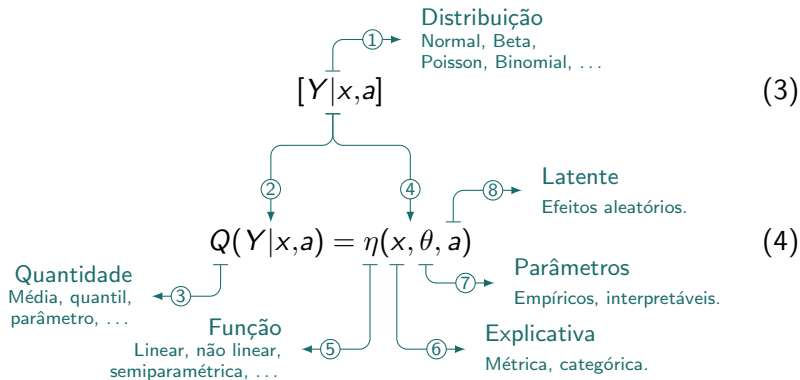 Distribuição
Normal, Beta,
Poisson, Binomial, ...
1
[Y|x,a]
(3)
2
4
8
Latente
Efeitos aleatórios.
Q(Y|x,a) = η(x, θ, a)
(4)
Quantidade
Média, quantil,
parâmetro, ...
3
7
Parâmetros
Empíricos, interpretáveis.
Função
Linear, não linear,
semiparamétrica, ...
5
6
Explicativa
Métrica, categórica.